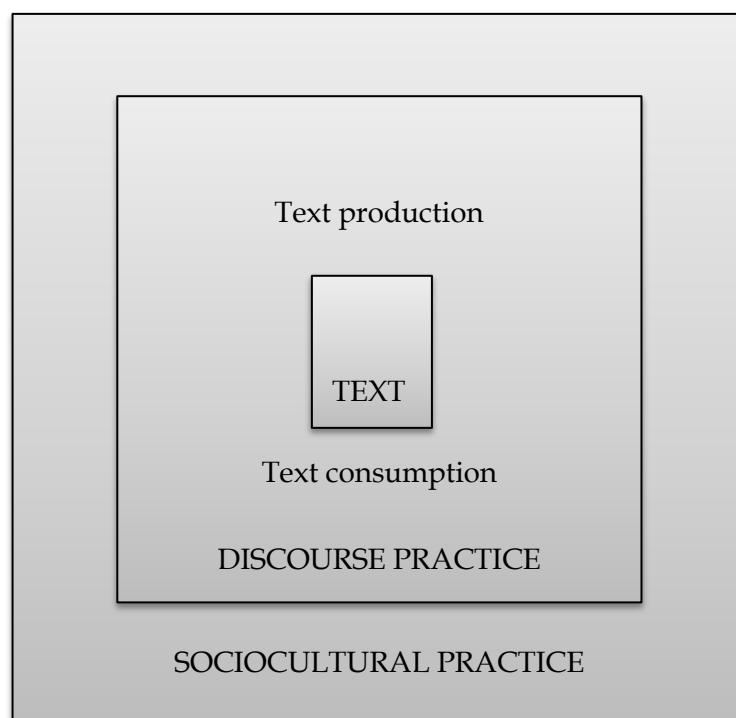 Text production
TEXT
Text consumption
DISCOURSE PRACTICE
SOCIOCULTURAL PRACTICE